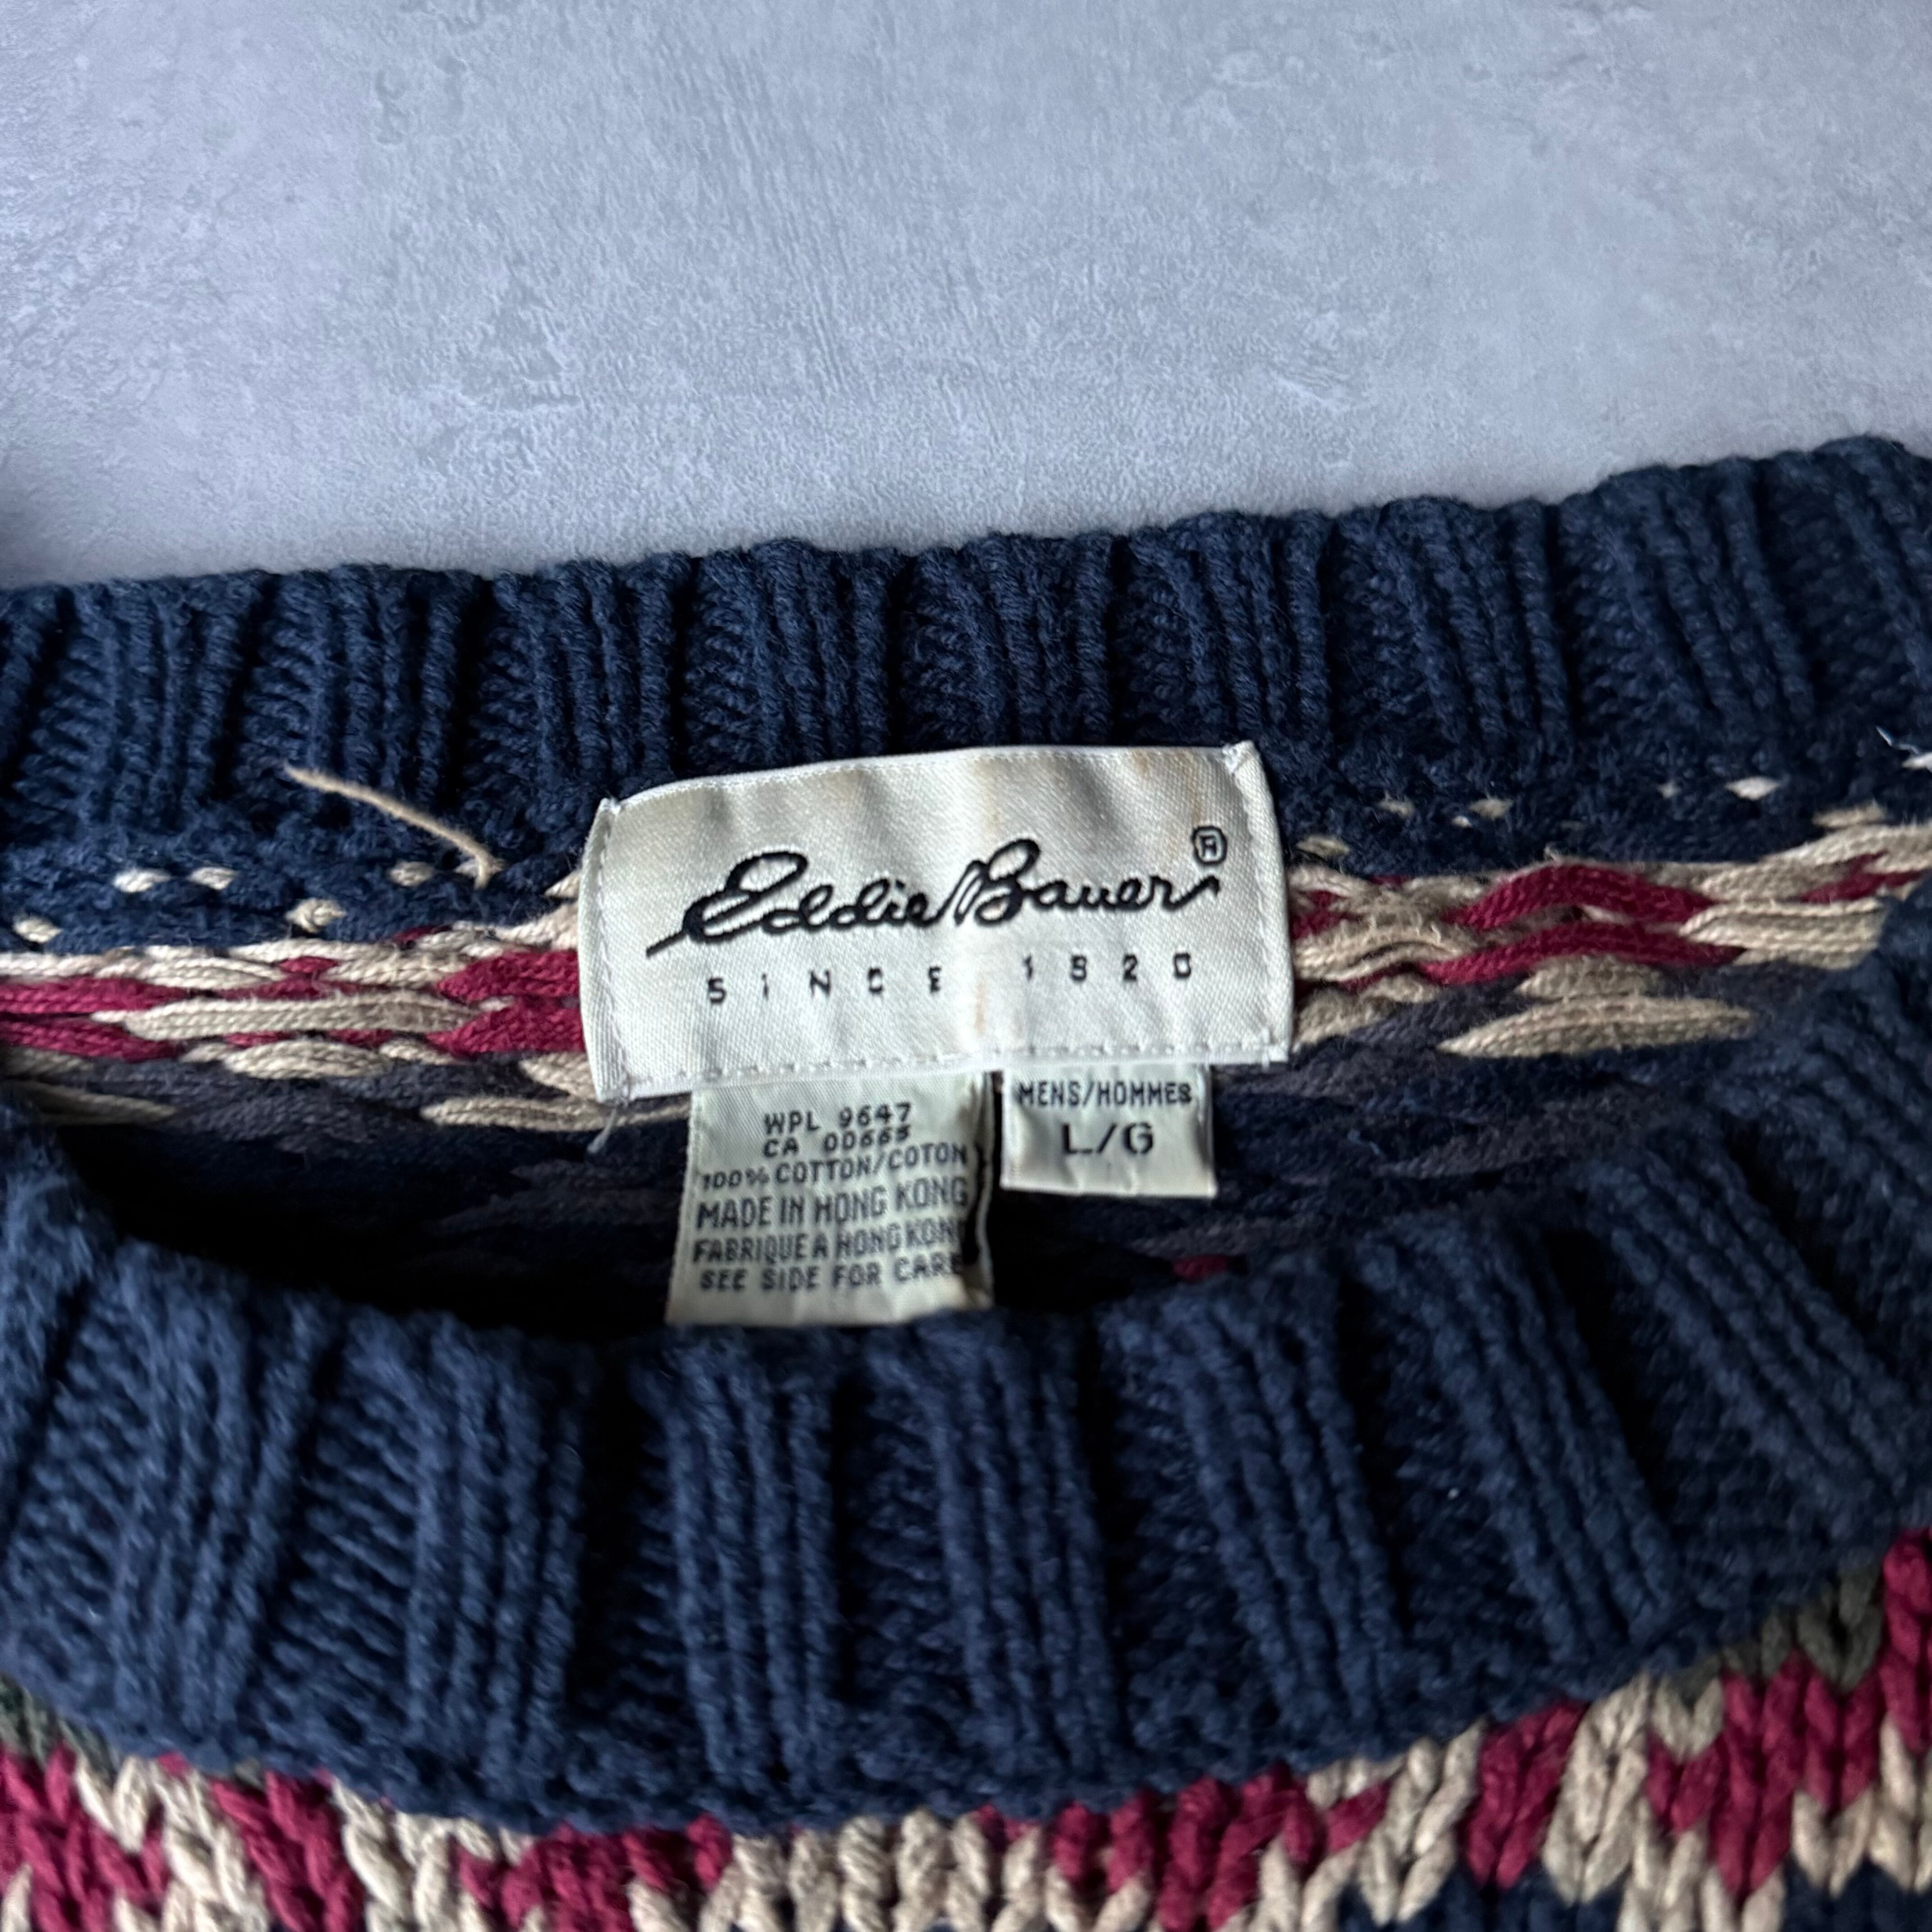 Eddie Bauer®
SINCE 1920
WPL 9647
CA 00665
100% COTTON/COTON
MADE IN HONG KONG
FABRIQUE A HONG KONG
SEE SIDE FOR CARE
MENS/HOMMES
L/G